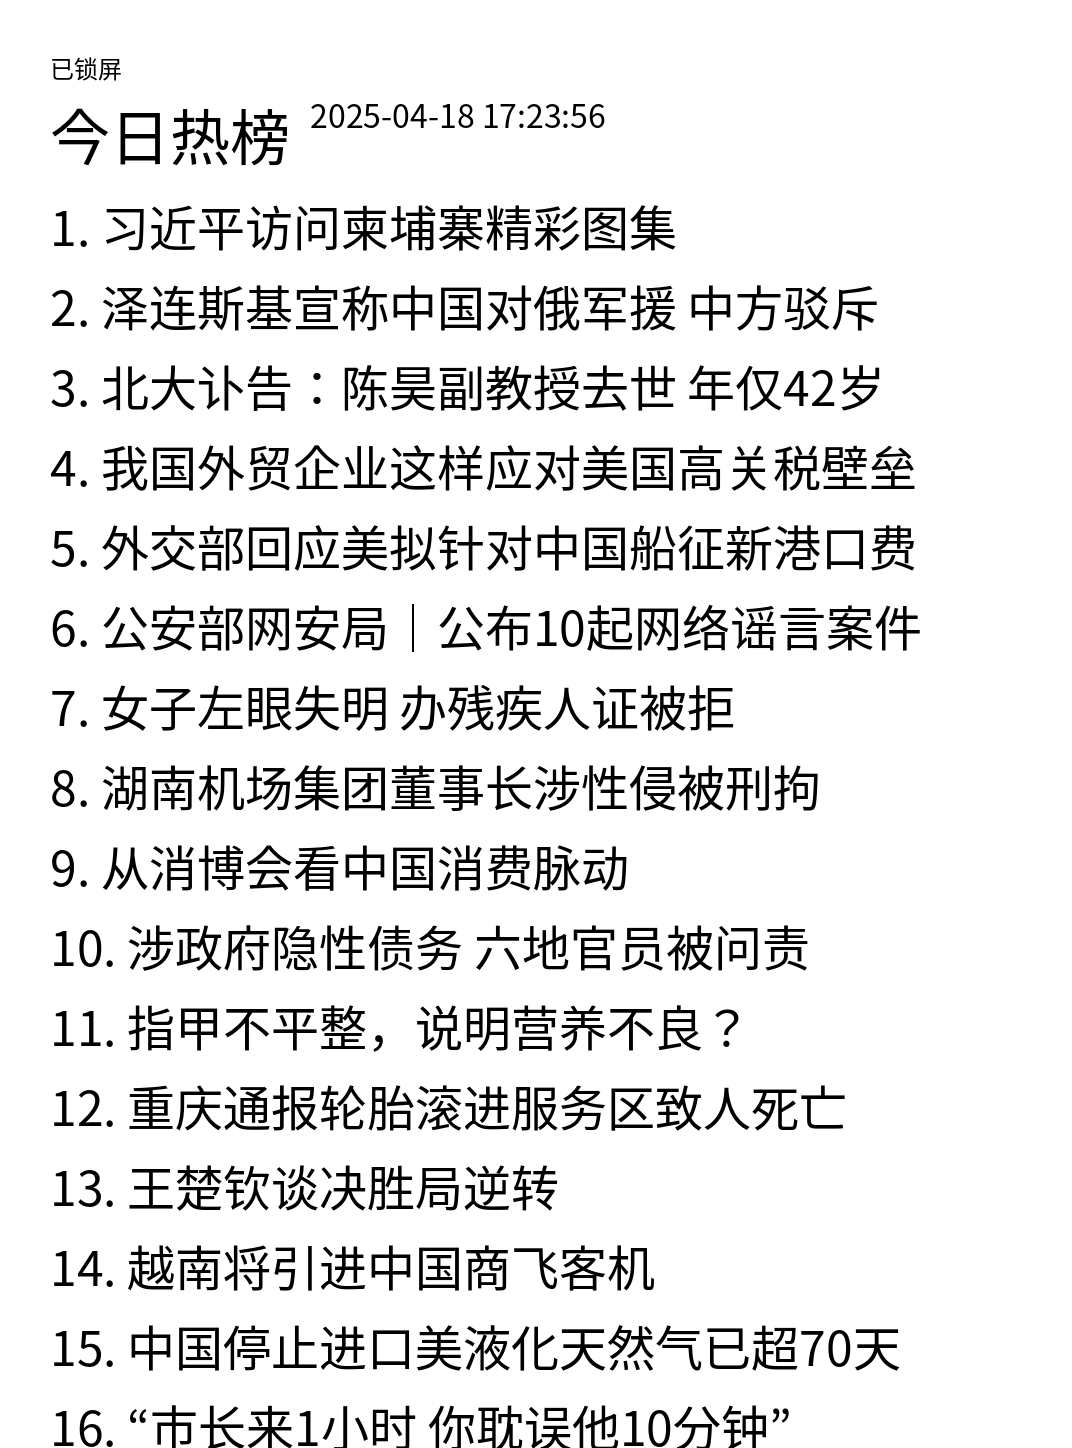 已锁屏
今日热榜 2025-04-18 17:23:56
1. 习近平访问柬埔寨精彩图集
2. 泽连斯基宣称中国对俄军援 中方驳斥
3. 北大讣告：陈昊副教授去世 年仅42岁
4. 我国外贸企业这样应对美国高关税壁垒
5. 外交部回应美拟针对中国船征新港口费
6. 公安部网安局｜公布10起网络谣言案件
7. 女子左眼失明 办残疾人证被拒
8. 湖南机场集团董事长涉性侵被刑拘
9. 从消博会看中国消费脉动
10. 涉政府隐性债务 六地官员被问责
11. 指甲不平整，说明营养不良？
12. 重庆通报轮胎滚进服务区致人死亡
13. 王楚钦谈决胜局逆转
14. 越南将引进中国商飞客机
15. 中国停止进口美液化天然气已超70天
16. “市长来1小时 你耽误他10分钟”